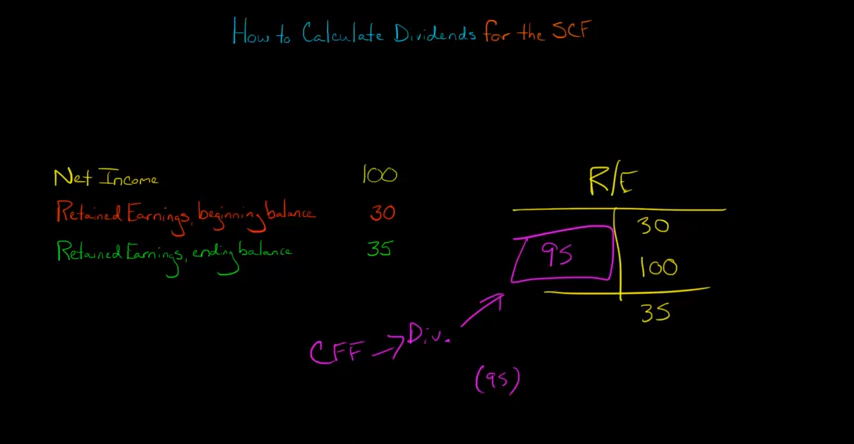 How to Calculate Dividends for the SCF
Net Income 100
Retained Earnings, beginning balance 30
Retained Earnings, ending balance 35
R/E
30
95
100
35
CFF → Div.
(95)